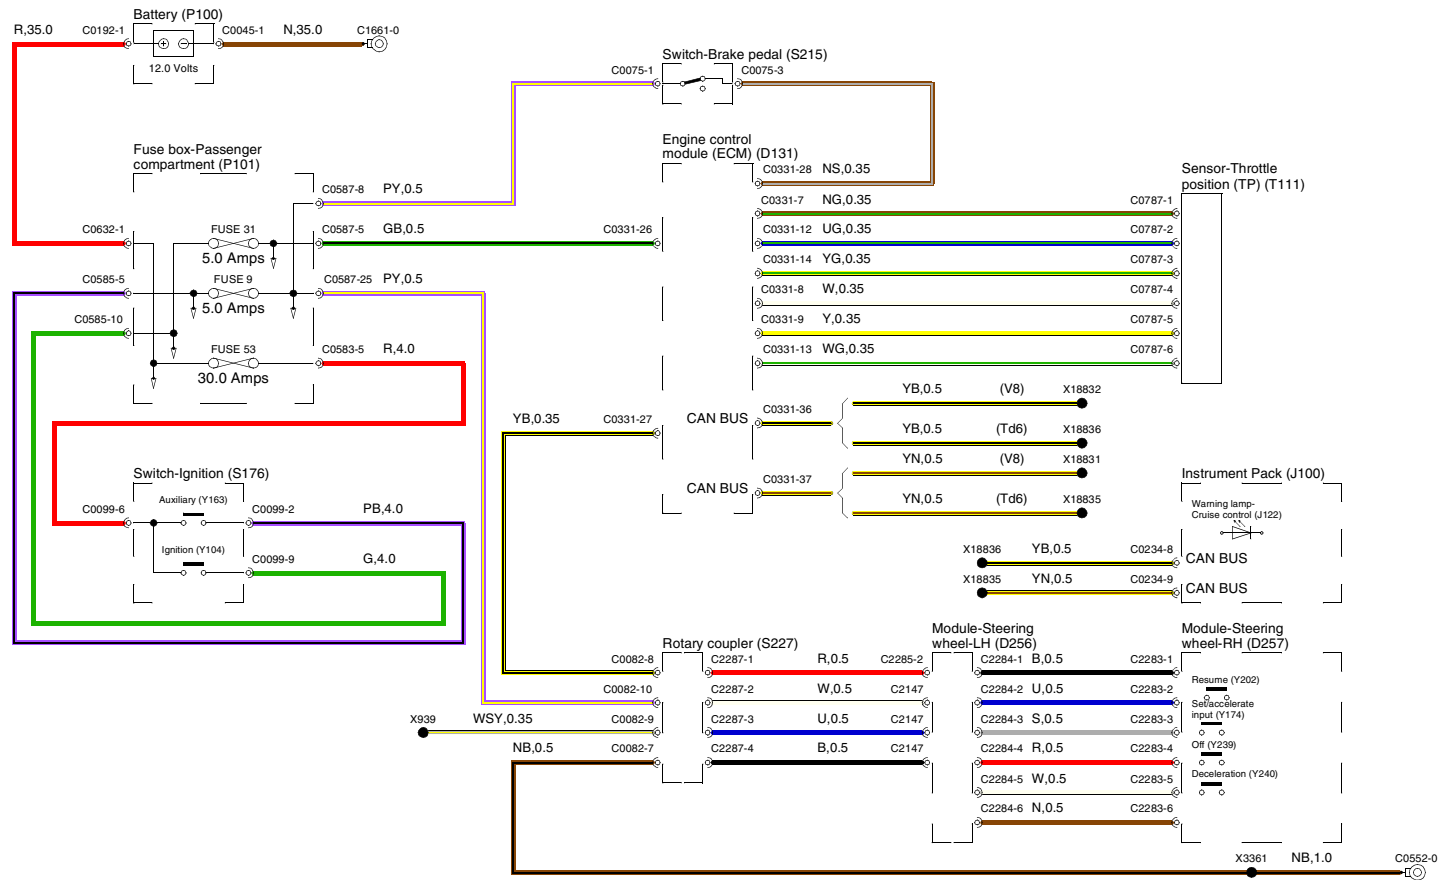 Battery (P100)
R,35.0
C0192-1
C0045-1
N,35.0
C1661-0
12.0 Volts
Switch-Brake pedal (S215)
C0075-1
C0075-3
Fuse box-Passenger
compartment (P101)
C0587-8
PY,0.5
C0632-1
FUSE 31
5.0 Amps
C0587-5
GB,0.5
C0331-26
C0585-5
FUSE 9
5.0 Amps
C0587-25
PY,0.5
C0585-10
FUSE 53
30.0 Amps
C0583-5
R,4.0
Engine control
module (ECM) (D131)
C0331-28
NS,0.35
C0331-7
NG,0.35
C0787-1
C0331-12
UG,0.35
C0787-2
C0331-14
YG,0.35
C0787-3
C0331-8
W,0.35
C0787-4
C0331-9
Y,0.35
C0787-5
C0331-13
WG,0.35
C0787-6
Sensor-Throttle
position (TP) (T111)
YB,0.35
C0331-27
CAN BUS
C0331-36
YB,0.5
(V8)
X18832
YB,0.5
(Td6)
X18836
CAN BUS
C0331-37
YN,0.5
(V8)
X18831
YN,0.5
(Td6)
X18835
Switch-Ignition (S176)
C0099-6
Auxiliary (Y163)
C0099-2
PB,4.0
Ignition (Y104)
C0099-9
G,4.0
Instrument Pack (J100)
Warning lamp-
Cruise control (J122)
X18836
YB,0.5
C0234-8
CAN BUS
X18835
YN,0.5
C0234-9
CAN BUS
Rotary coupler (S227)
C0082-8
C2287-1
R,0.5
C2285-2
C0082-10
C2287-2
W,0.5
C2147
X939
WSY,0.35
C0082-9
C2287-3
U,0.5
C2147
NB,0.5
C0082-7
C2287-4
B,0.5
C2147
Module-Steering
wheel-LH (D256)
C2284-1
B,0.5
C2283-1
C2284-2
U,0.5
C2283-2
C2284-3
S,0.5
C2283-3
C2284-4
R,0.5
C2283-4
C2284-5
W,0.5
C2283-5
C2284-6
N,0.5
C2283-6
Module-Steering
wheel-RH (D257)
Resume (Y202)
Set/accelerate
input (Y174)
Off (Y239)
Deceleration (Y240)
X3361
NB,1.0
C0552-0